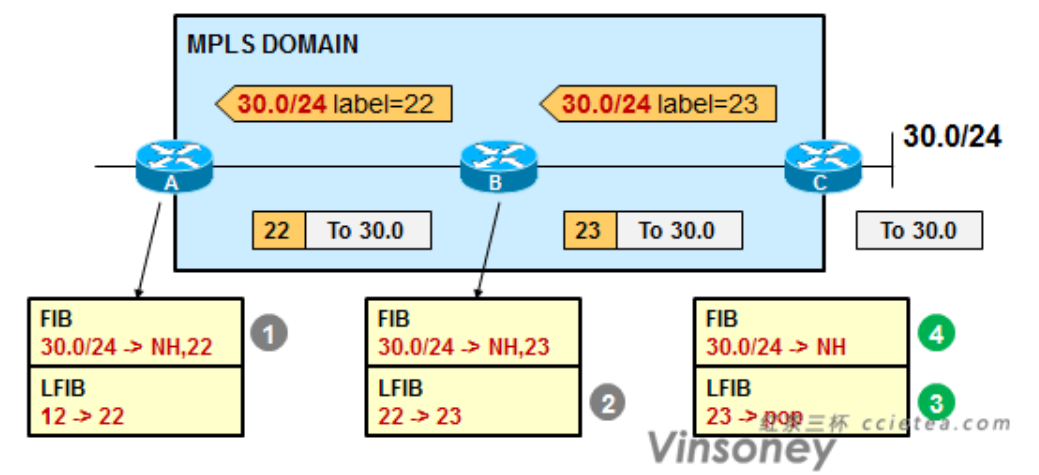 MPLS DOMAIN
30.0/24 label=22
30.0/24 label=23
30.0/24
A
B
C
22 To 30.0
23 To 30.0
To 30.0
FIB
30.0/24 -> NH,22
1
LFIB
12 -> 22
FIB
30.0/24 -> NH,23
LFIB
22 -> 23
2
FIB
30.0/24 -> NH
4
LFIB
23 -> pop
3
红茶三杯 ccietea.com
Vinsoney